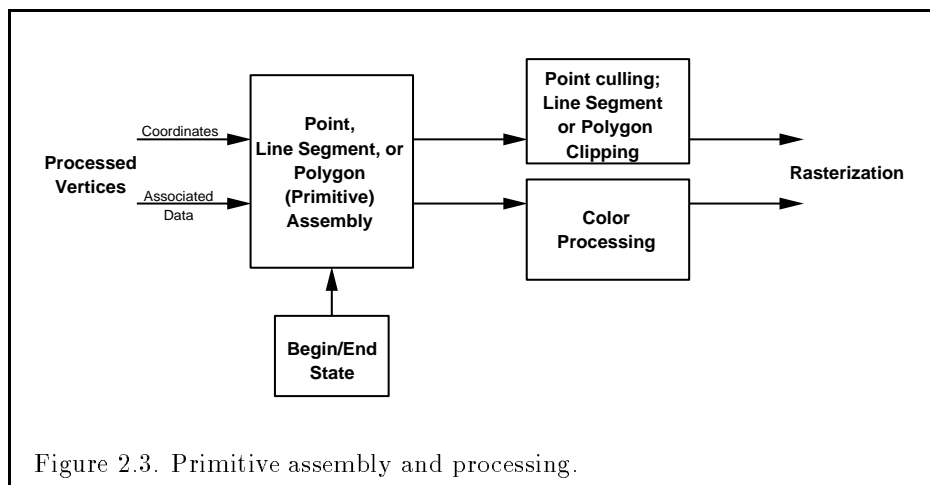 Processed
Vertices
Coordinates
Associated
Data
Point,
Line Segment, or
Polygon
(Primitive)
Assembly
Begin/End
State
Point culling;
Line Segment
or Polygon
Clipping
Color
Processing
Rasterization
Figure 2.3. Primitive assembly and processing.